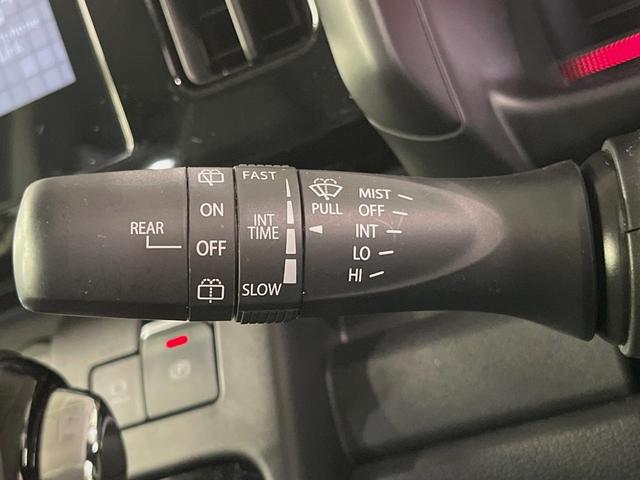 REAR
ON
OFF
FAST
INT
TIME
SLOW
PULL
MIST
OFF
INT
LO
HI